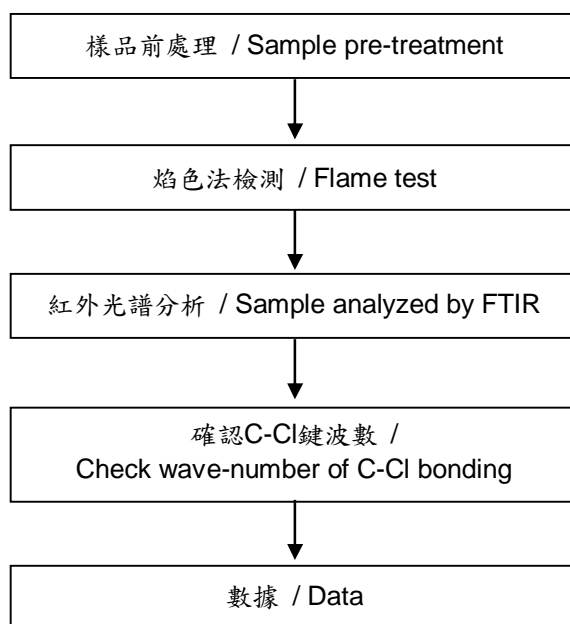 樣品前處理 / Sample pre-treatment
焰色法檢測 / Flame test
紅外光譜分析 / Sample analyzed by FTIR
確認C-Cl鍵波數 /
Check wave-number of C-Cl bonding
數據 / Data